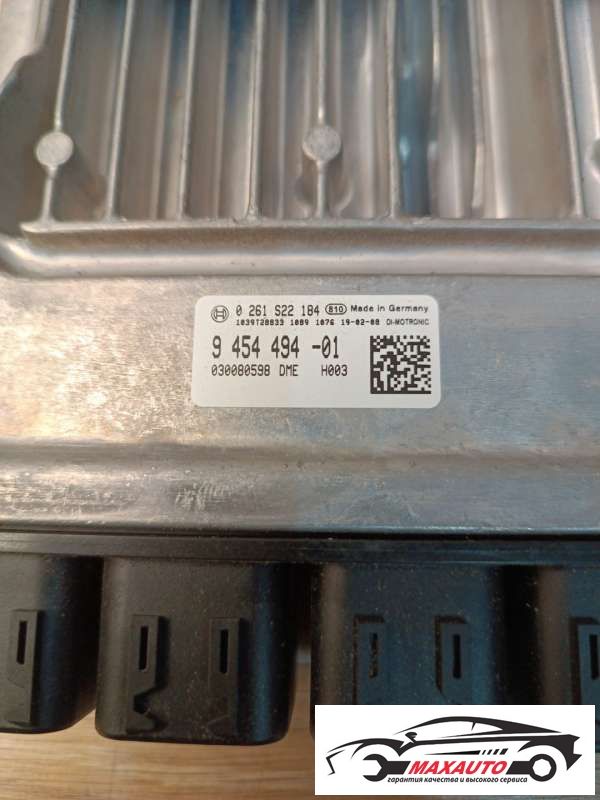 0 261 S22 184 810 Made in Germany
1039T28833 1089 1076 19-02-08 DI-MOTRONIC
9 454 494 -01
030080598 DME H003
MAXAUTO
гарантия качества и высокого сервиса